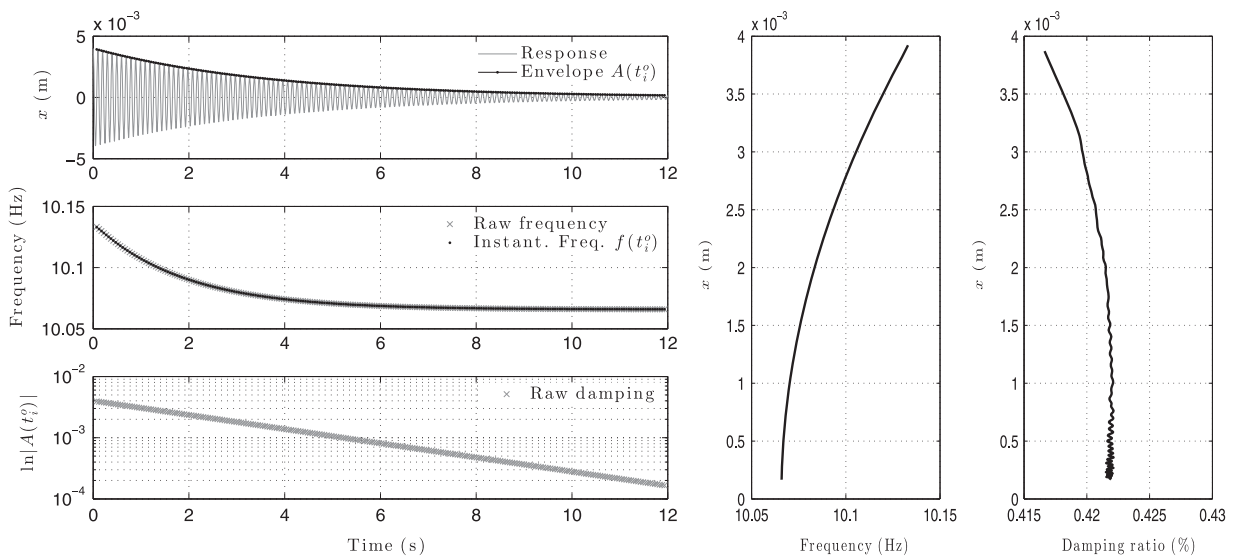 x 10⁻³
5
0
−5
x (m)
Response
Envelope A(tᵢᵒ)
0 2 4 6 8 10 12
10.15
10.1
10.05
Frequency (Hz)
Raw frequency
Instant. Freq. f(tᵢᵒ)
0 2 4 6 8 10 12
10⁻²
10⁻³
10⁻⁴
ln|A(tᵢᵒ)|
Raw damping
0 2 4 6 8 10 12
Time (s)
x 10⁻³
4
3.5
3
2.5
2
1.5
1
0.5
0
x (m)
10.05 10.1 10.15
Frequency (Hz)
x 10⁻³
4
3.5
3
2.5
2
1.5
1
0.5
0
x (m)
0.415 0.42 0.425 0.43
Damping ratio (%)